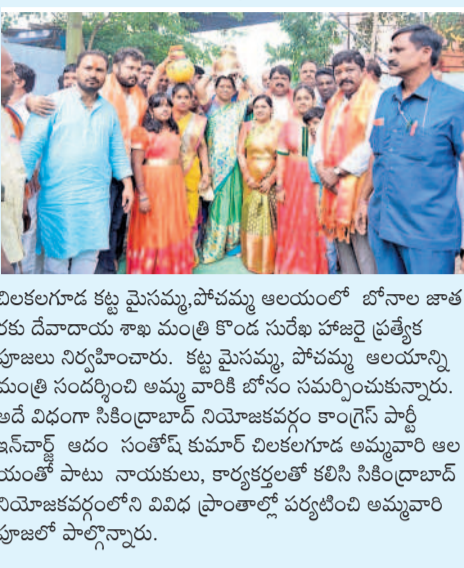 చిలకలగూడ కట్ట మైసమ్మ,పోచమ్మ ఆలయంలో బోనాల జాత
రకు దేవాదాయ శాఖ మంత్రి కొండ సురేఖ హాజరై ప్రత్యేక
పూజలు నిర్వహించారు. కట్ట మైసమ్మ, పోచమ్మ ఆలయాన్ని
మంత్రి సందర్శించి అమ్మ వారికి బోనం సమర్పించుకున్నారు.
అదే విధంగా సికింద్రాబాద్ నియోజకవర్గం కాంగ్రెస్ పార్టీ
ఇన్‌చార్జ్ ఆదం సంతోష్ కుమార్ చిలకలగూడ అమ్మవారి ఆల
యంతో పాటు నాయకులు, కార్యకర్తలతో కలిసి సికింద్రాబాద్
నియోజకవర్గంలోని వివిధ ప్రాంతాల్లో పర్యటించి అమ్మవారి
పూజలో పాల్గొన్నారు.